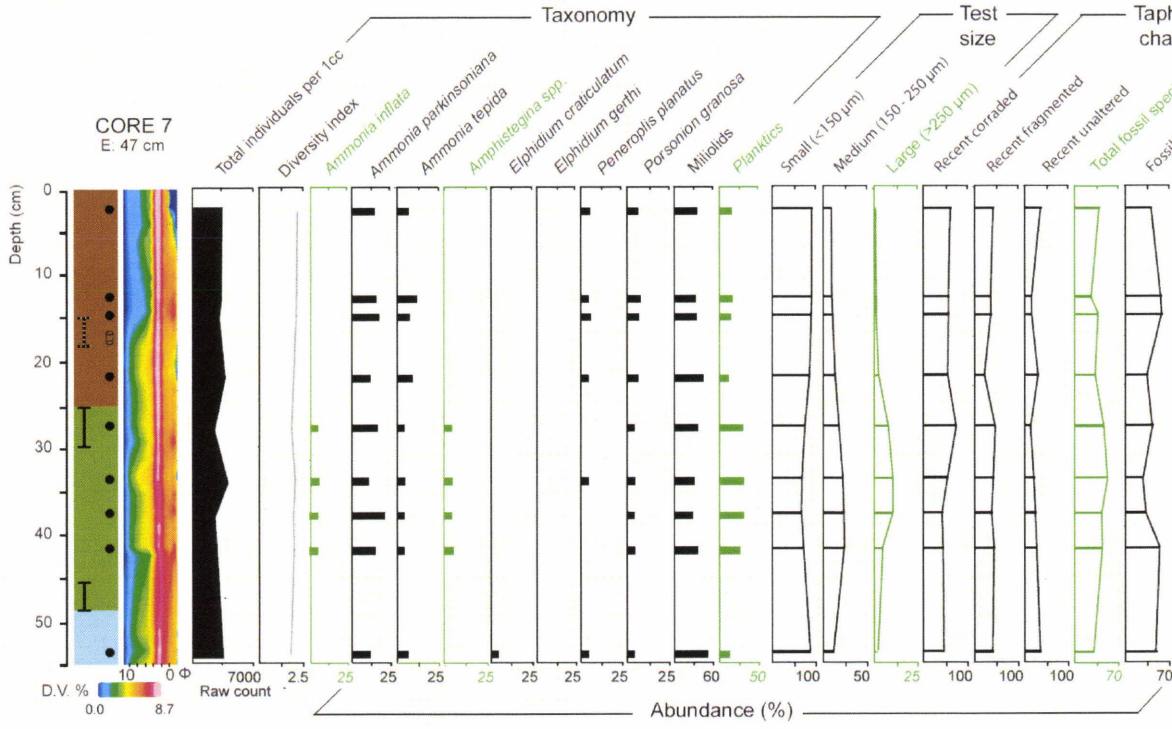 Taxonomy
Test
size
Taph
cha
Total individuals per 1cc
Diversity index
Ammonia inflata
Ammonia parkinsoniana
Ammonia tepida
Amphistegina spp.
Elphidium craticulatum
Elphidium gerthi
Peneroplis planatus
Porsonion granosa
Miliolids
Planktics
Small (<150 µm)
Medium (150 - 250 µm)
Large (>250 µm)
Recent corraded
Recent fragmented
Recent unaltered
Total fossil spec
Fossil
CORE 7
E: 47 cm
Depth (cm)
0
10
20
30
40
50
10 0 Φ
D.V. %
0.0 8.7
7000
Raw count
2.5 25 25 25 25 25 25 25 25 60 50 100 50 25 100 100 100 70 70
Abundance (%)